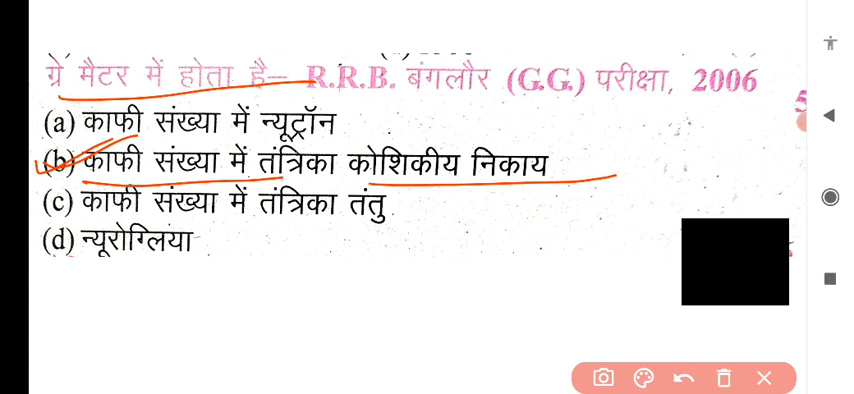 ग्रे मैटर में होता है— R.R.B. बंगलौर (G.G.) परीक्षा, 2006
(a) काफी संख्या में न्यूट्रॉन
(b) काफी संख्या में तंत्रिका कोशिकीय निकाय
(c) काफी संख्या में तंत्रिका तंतु
(d) न्यूरोग्लिया